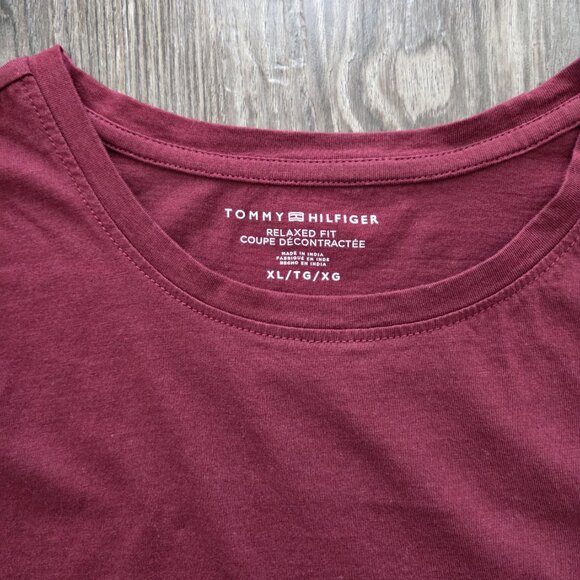 TOMMY HILFIGER
RELAXED FIT
COUPE DÉCONTRACTÉE
MADE IN INDIA
FABRIQUÉ EN INDE
HECHO EN INDIA
XL/TG/XG